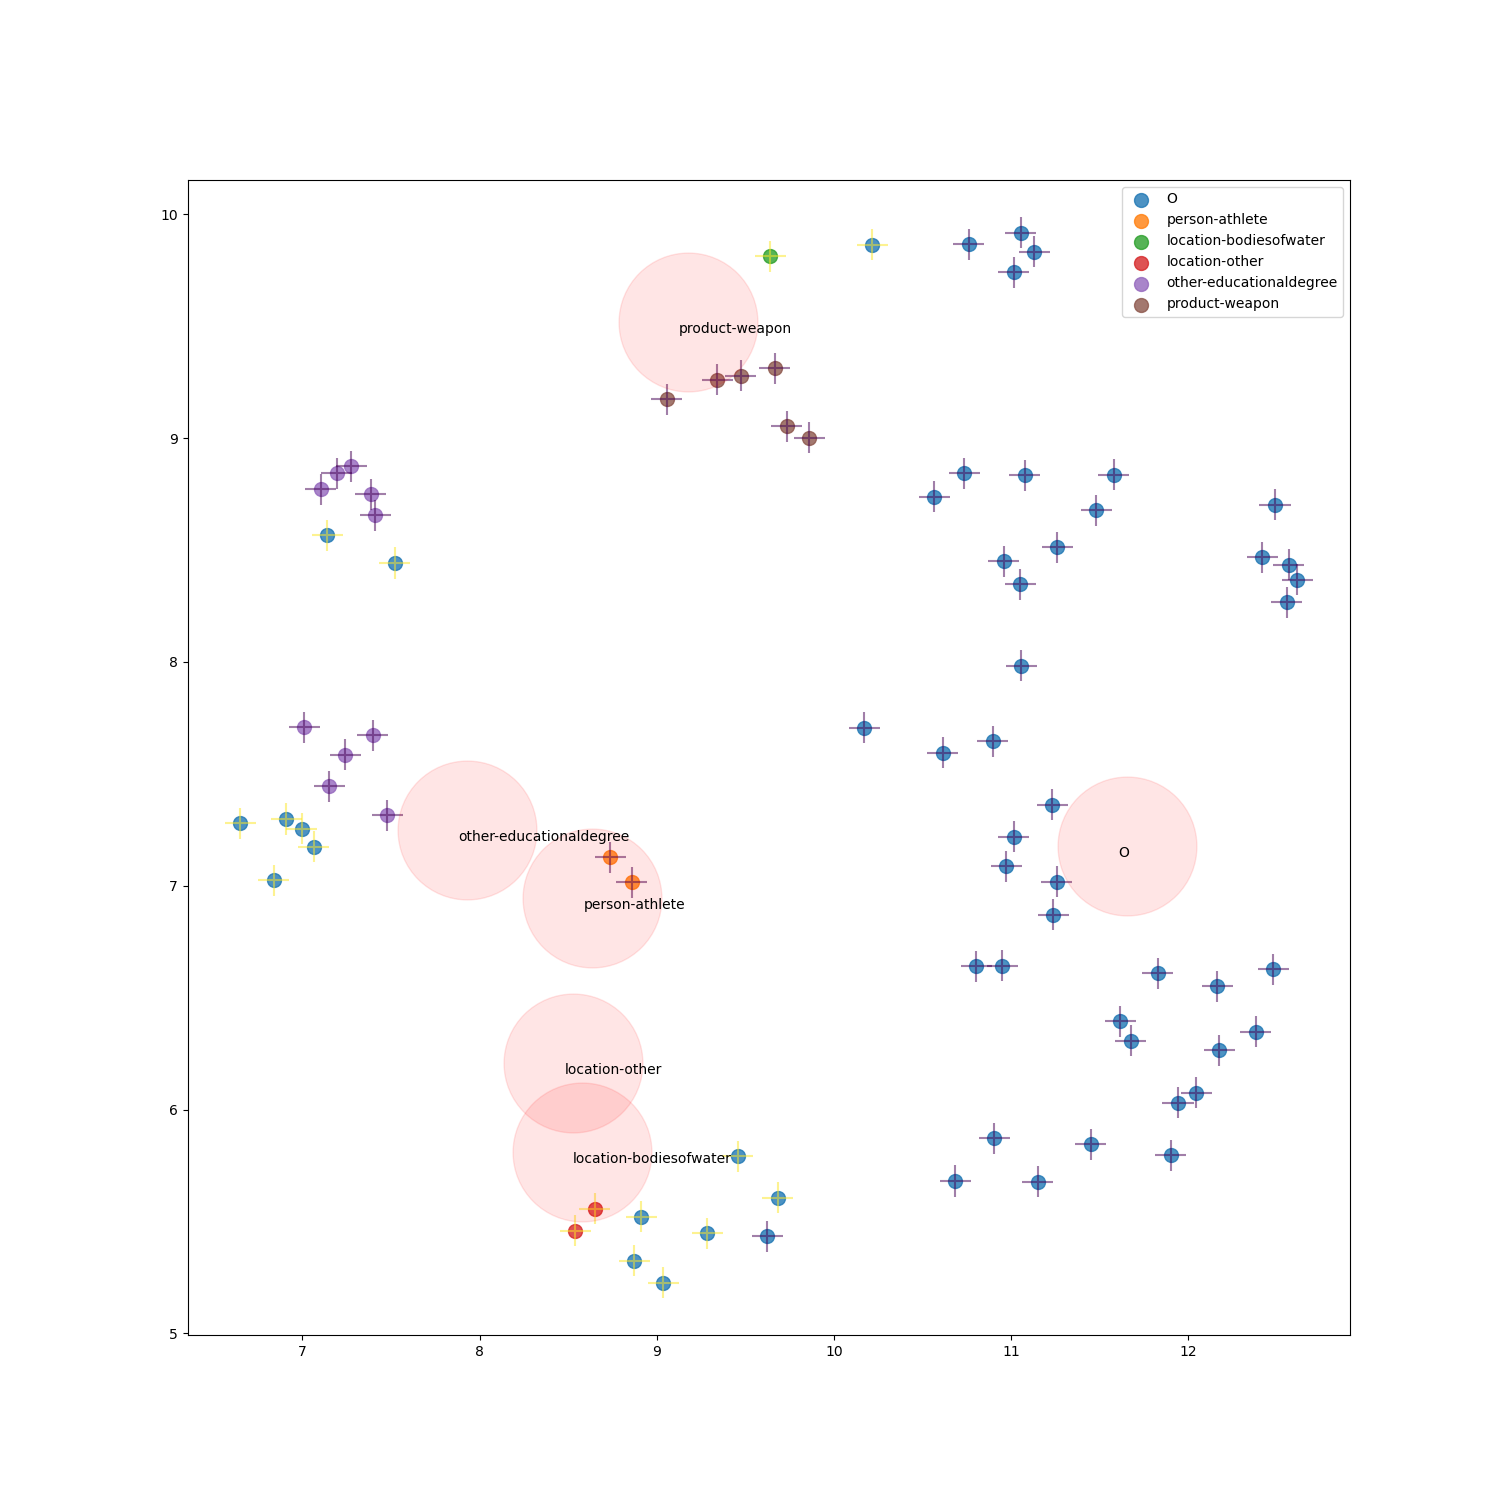 O
person-athlete
location-bodiesofwater
location-other
other-educationaldegree
product-weapon
10
9
8
7
6
5
product-weapon
other-educationaldegree
O
person-athlete
location-other
location-bodiesofwater
7 8 9 10 11 12